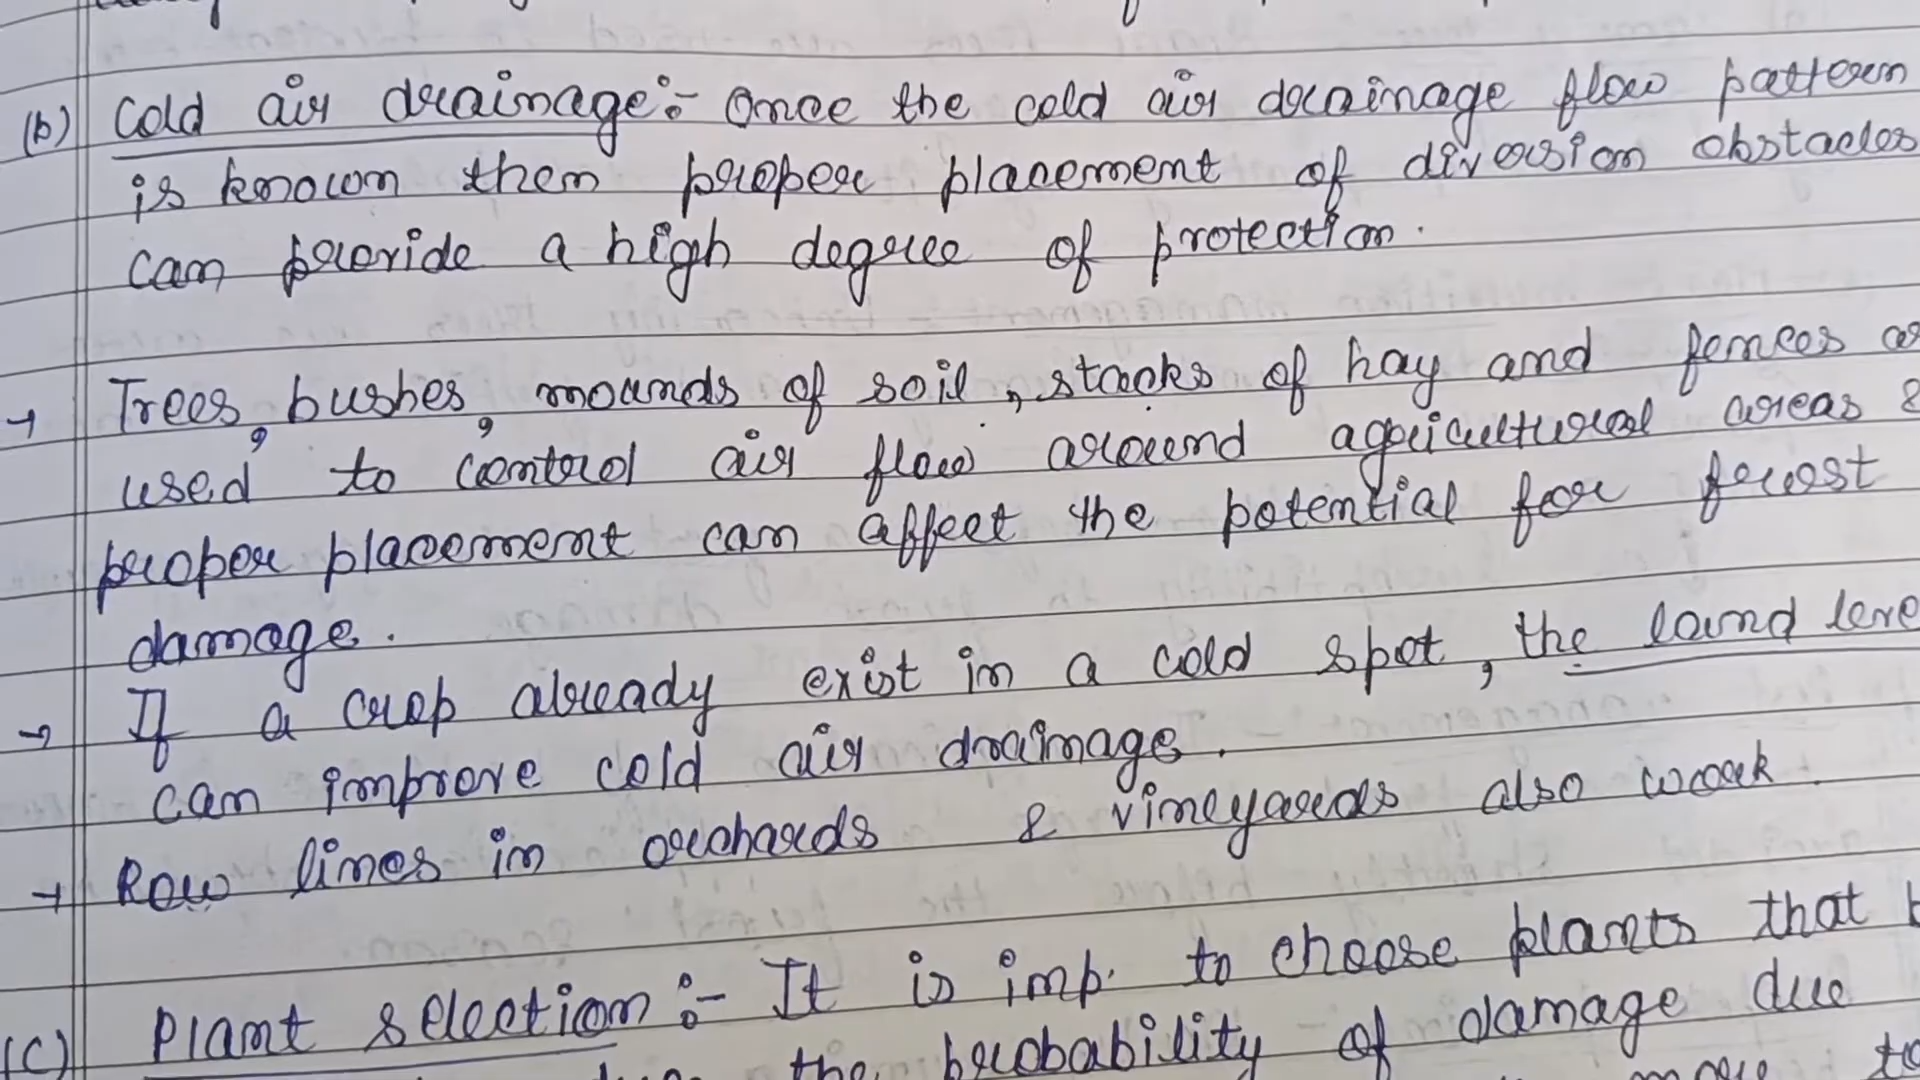 (b) Cold air drainage :- Once the cold air drainage flow pattern
is known then proper placement of diversion obstacles
can provide a high degree of protection.
→ Trees, bushes, mounds of soil, stacks of hay and fences
used to control air flow around agricultural areas &
proper placement can affect the potential for frost
damage.
→ If a crop already exist in a cold spot, the land
can improve cold air drainage.
→ Row lines in orchards & vineyards also work.
(c) Plant selection :- It is imp. to choose plants that
the probability of damage due
to